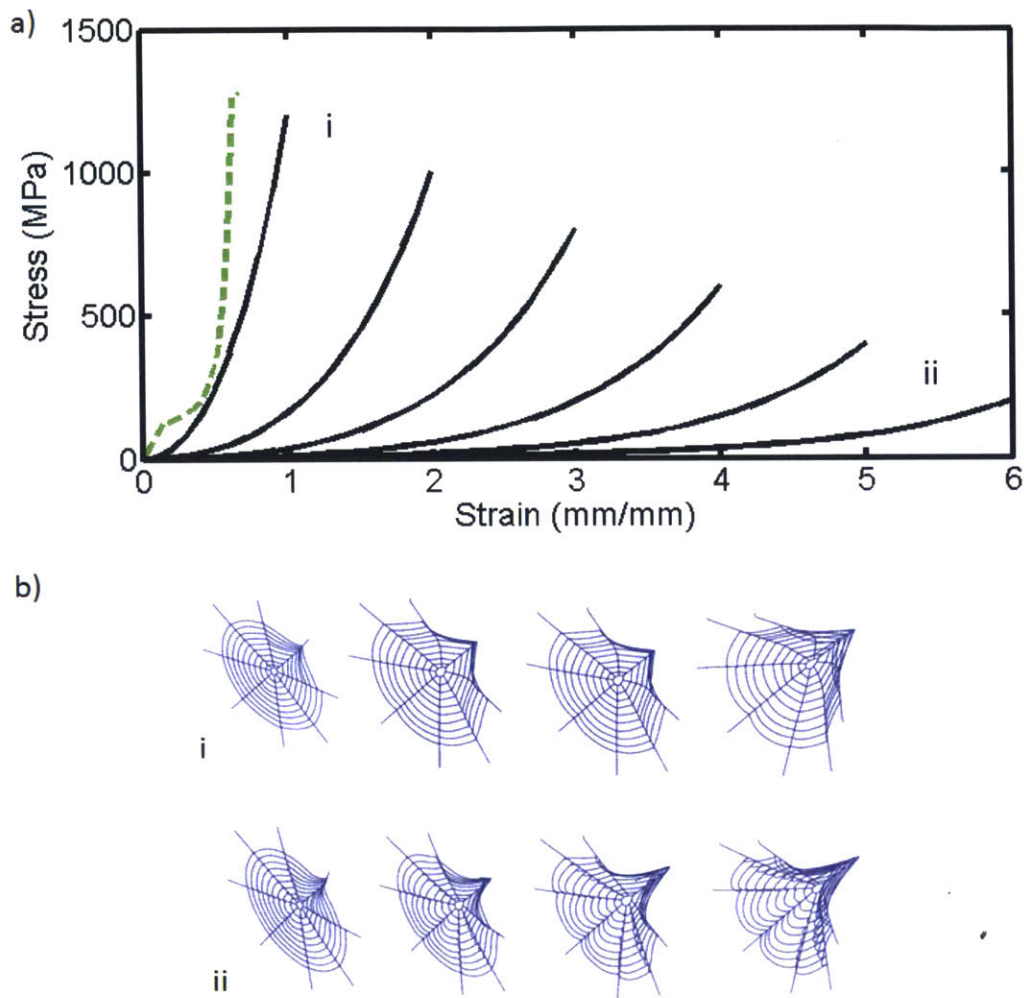 a)
1500
1000
500
0
Stress (MPa)
i
ii
0 1 2 3 4 5 6
Strain (mm/mm)
b)
i
ii